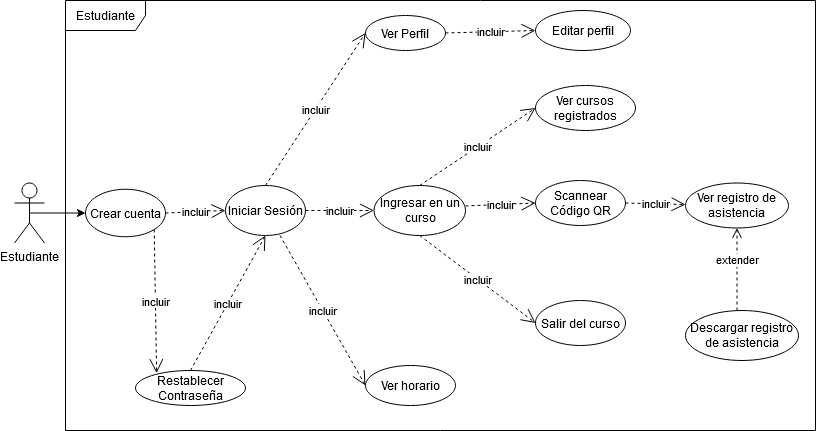 Estudiante
Ver Perfil
incluir
Editar perfil
incluir
Ver cursos
registrados
incluir
Estudiante
Crear cuenta
incluir
Iniciar Sesión
incluir
Ingresar en un
curso
incluir
Scannear
Código QR
incluir
Ver registro de
asistencia
extender
incluir
incluir
incluir
incluir
Salir del curso
Descargar registro
de asistencia
Restablecer
Contraseña
Ver horario